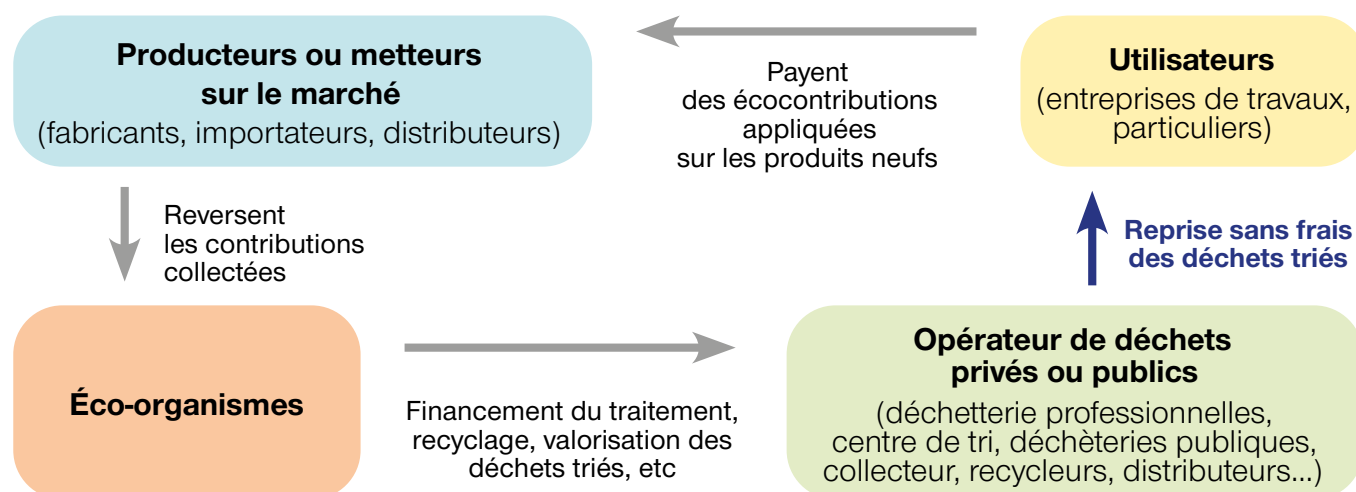 Producteurs ou metteurs
sur le marché
(fabricants, importateurs, distributeurs)
Payent
des écocontributions
appliquées
sur les produits neufs
Utilisateurs
(entreprises de travaux,
particuliers)
Reversent
les contributions
collectées
Reprise sans frais
des déchets triés
Éco-organismes
Financement du traitement,
recyclage, valorisation des
déchets triés, etc
Opérateur de déchets
privés ou publics
(déchetterie professionnelles,
centre de tri, déchèteries publiques,
collecteur, recycleurs, distributeurs...)